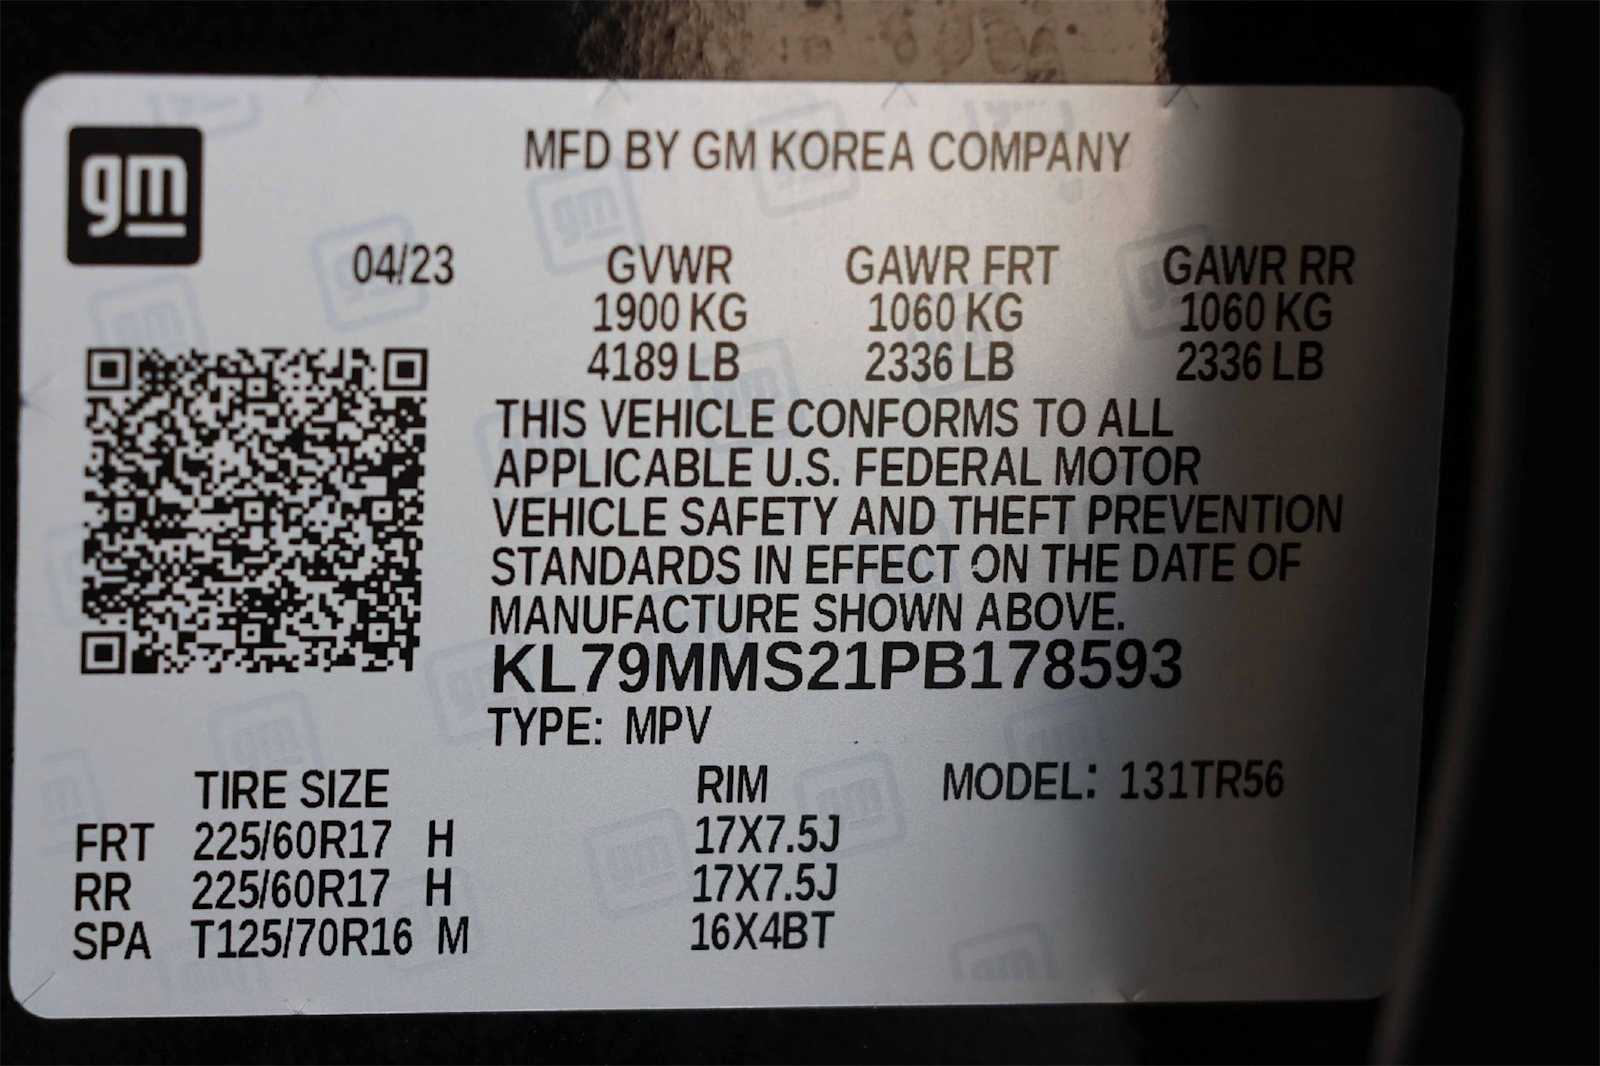 gm
MFD BY GM KOREA COMPANY
04/23 GVWR GAWR FRT GAWR RR
1900 KG 1060 KG 1060 KG
4189 LB 2336 LB 2336 LB
THIS VEHICLE CONFORMS TO ALL
APPLICABLE U.S. FEDERAL MOTOR
VEHICLE SAFETY AND THEFT PREVENTION
STANDARDS IN EFFECT ON THE DATE OF
MANUFACTURE SHOWN ABOVE.
KL79MMS21PB178593
TYPE: MPV
TIRE SIZE RIM MODEL: 131TR56
FRT 225/60R17 H 17X7.5J
RR 225/60R17 H 17X7.5J
SPA T125/70R16 M 16X4BT